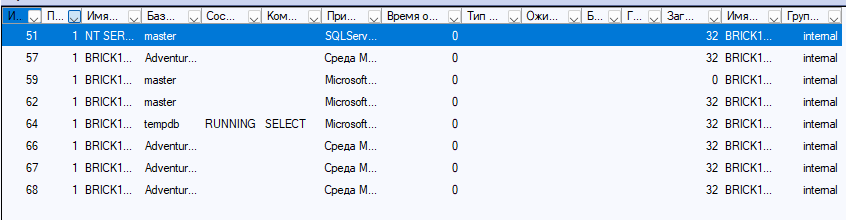 И... П... Имя... Баз... Сос... Ком... При... Время о... Тип ... Ожи... Б... Г... Заг... Имя... Груп...
51 1 NT SER... master SQLServ... 0 32 BRICK1... internal
57 1 BRICK1... Adventur... Среда M... 0 32 BRICK1... internal
59 1 BRICK1... master Microsoft... 0 0 BRICK1... internal
62 1 BRICK1... master Microsoft... 0 32 BRICK1... internal
64 1 BRICK1... tempdb RUNNING SELECT Microsoft... 0 32 BRICK1... internal
66 1 BRICK1... Adventur... Среда M... 0 32 BRICK1... internal
67 1 BRICK1... Adventur... Среда M... 0 32 BRICK1... internal
68 1 BRICK1... Adventur... Среда M... 0 32 BRICK1... internal